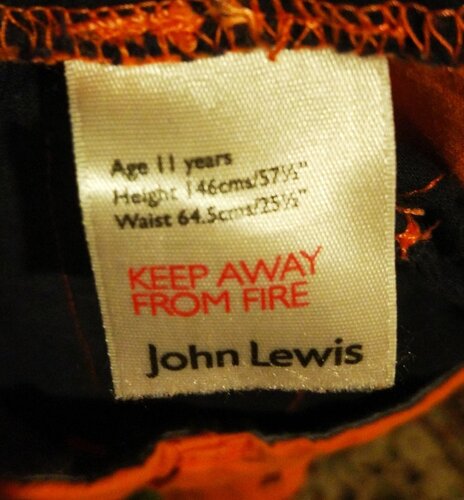 Age 11 years
Height 146cms/57½"
Waist 64.5cms/25½"
KEEP AWAY
FROM FIRE
John Lewis